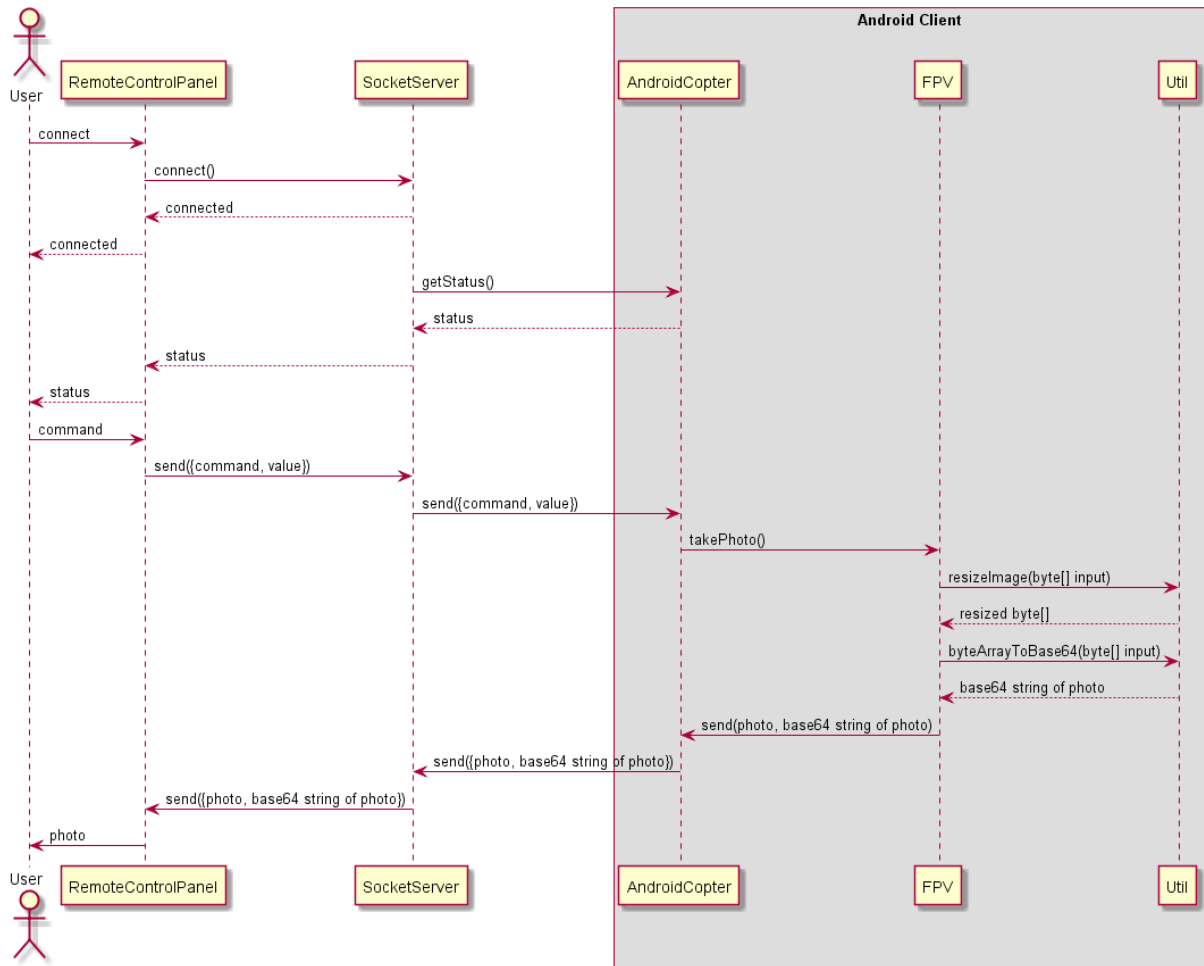 Android Client
User
RemoteControlPanel
SocketServer
AndroidCopter
FPV
Util
connect
connect()
connected
connected
getStatus()
status
status
status
command
send({command, value})
send({command, value})
takePhoto()
resizeImage(byte[] input)
resized byte[]
byteArrayToBase64(byte[] input)
base64 string of photo
send(photo, base64 string of photo)
send({photo, base64 string of photo})
send({photo, base64 string of photo})
photo
User
RemoteControlPanel
SocketServer
AndroidCopter
FPV
Util